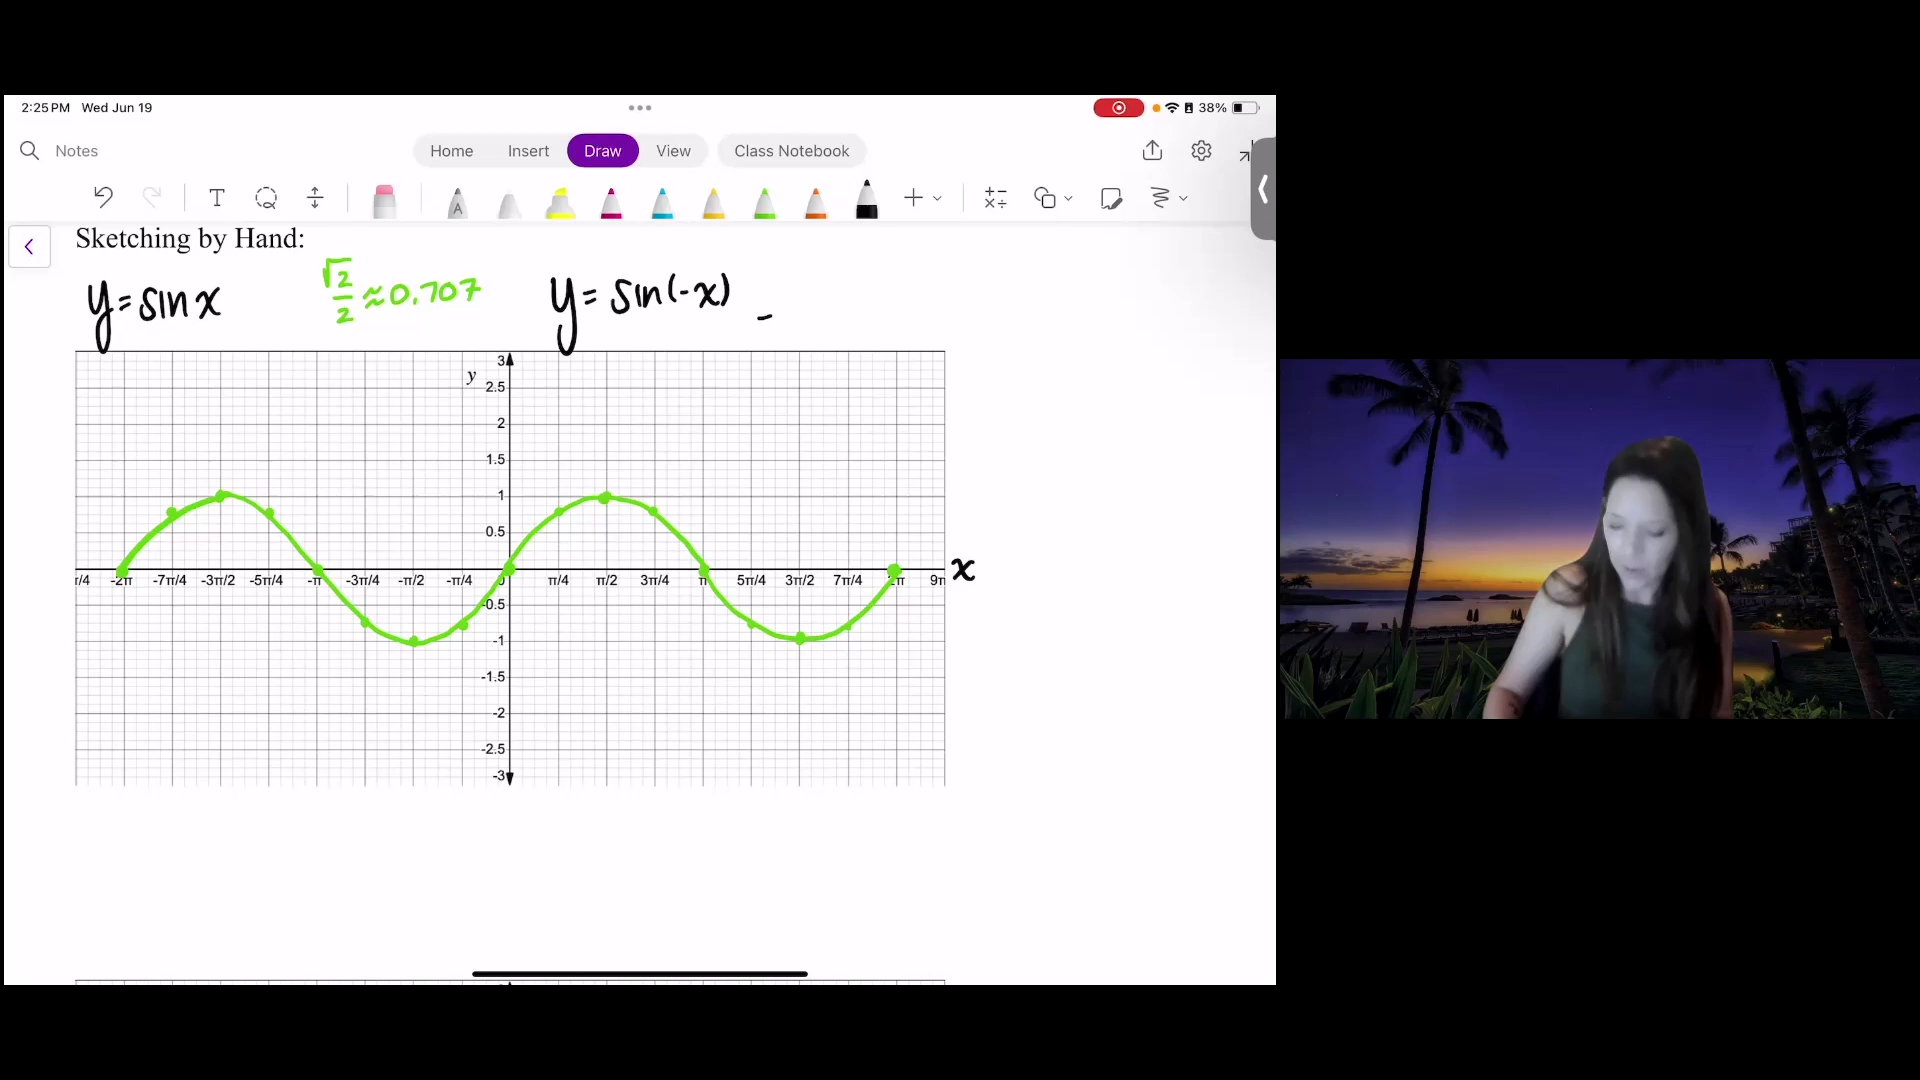 2:25 PM Wed Jun 19
38%
Notes
Home Insert Draw View Class Notebook
T
A
Sketching by Hand:
y = sin x
√2/2 ≈ 0.707
y = sin(-x) -
y
3
2.5
2
1.5
1
0.5
π/4 -2π -7π/4 -3π/2 -5π/4 -π -3π/4 -π/2 -π/4 0 π/4 π/2 3π/4 π 5π/4 3π/2 7π/4 2π 9π
x
-0.5
-1
-1.5
-2
-2.5
-3